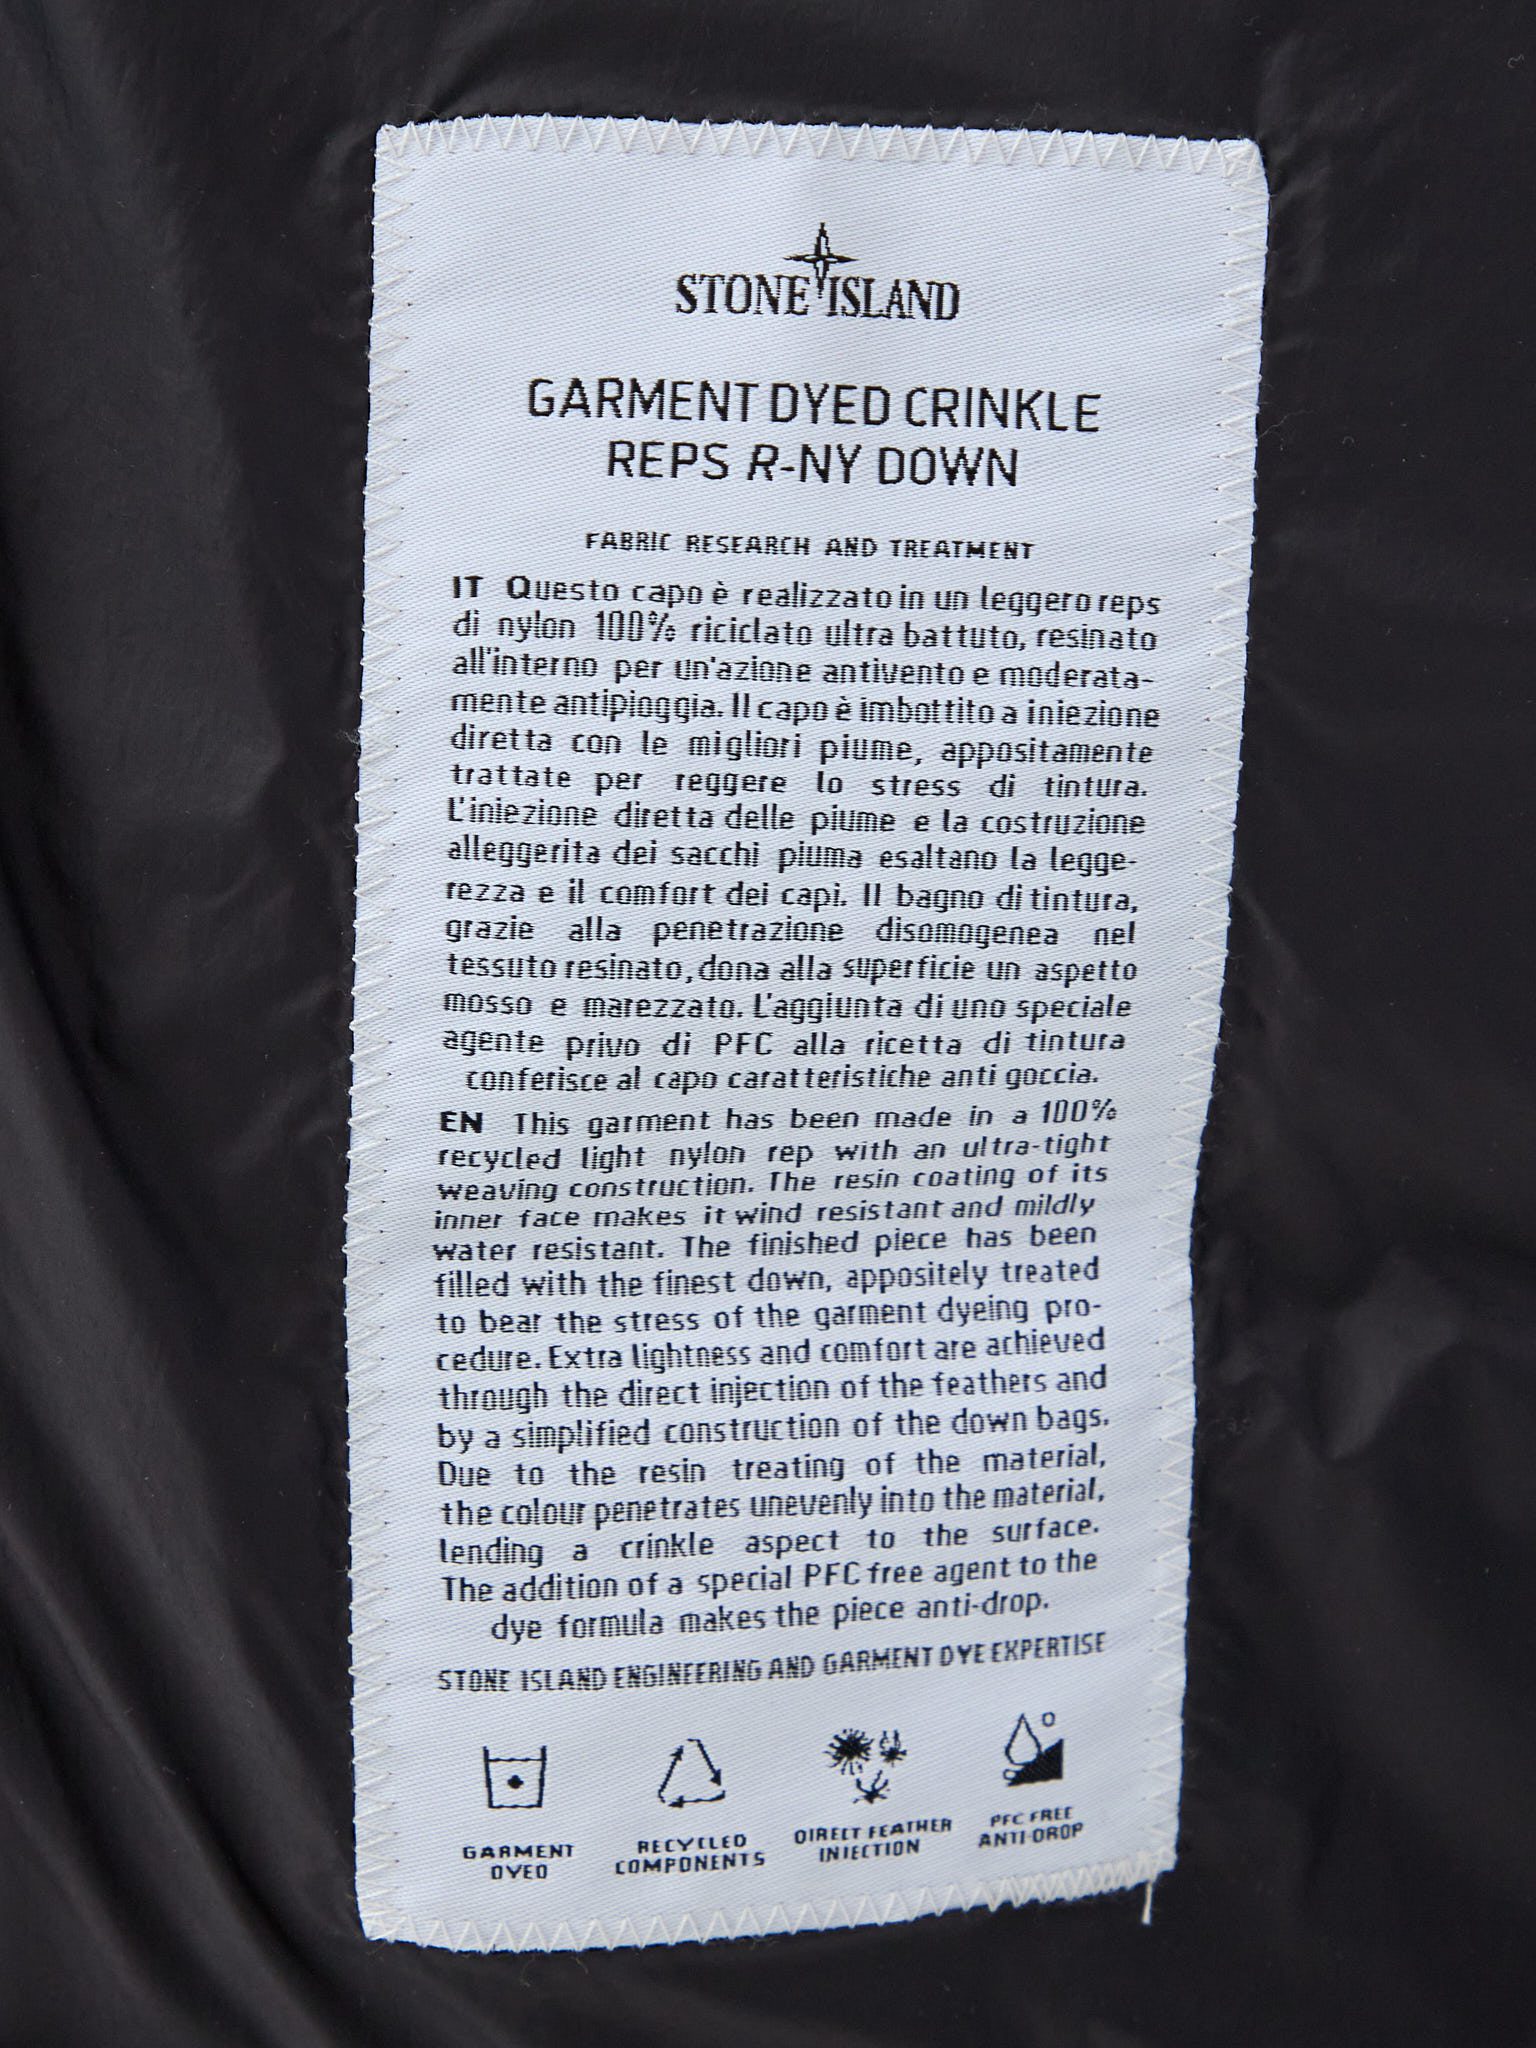 STONE ISLAND
GARMENT DYED CRINKLE
REPS R-NY DOWN
FABRIC RESEARCH AND TREATMENT
IT Questo capo è realizzato in un leggero reps
di nylon 100% riciclato ultra battuto, resinato
all'interno per un'azione antivento e moderata-
mente antipioggia. Il capo è imbottito a iniezione
diretta con le migliori piume, appositamente
trattate per reggere lo stress di tintura.
L'iniezione diretta delle piume e la costruzione
alleggerita dei sacchi piuma esaltano la legge-
rezza e il comfort dei capi. Il bagno di tintura,
grazie alla penetrazione disomogenea nel
tessuto resinato, dona alla superficie un aspetto
mosso e marezzato. L'aggiunta di uno speciale
agente privo di PFC alla ricetta di tintura
conferisce al capo caratteristiche anti goccia.
EN This garment has been made in a 100%
recycled light nylon rep with an ultra-tight
weaving construction. The resin coating of its
inner face makes it wind resistant and mildly
water resistant. The finished piece has been
filled with the finest down, appositely treated
to bear the stress of the garment dyeing pro-
cedure. Extra lightness and comfort are achieved
through the direct injection of the feathers and
by a simplified construction of the down bags.
Due to the resin treating of the material,
the colour penetrates unevenly into the material,
lending a crinkle aspect to the surface.
The addition of a special PFC free agent to the
dye formula makes the piece anti-drop.
STONE ISLAND ENGINEERING AND GARMENT DYE EXPERTISE
GARMENT
DYED
RECYCLED
COMPONENTS
DIRECT FEATHER
INJECTION
PFC FREE
ANTI-DROP